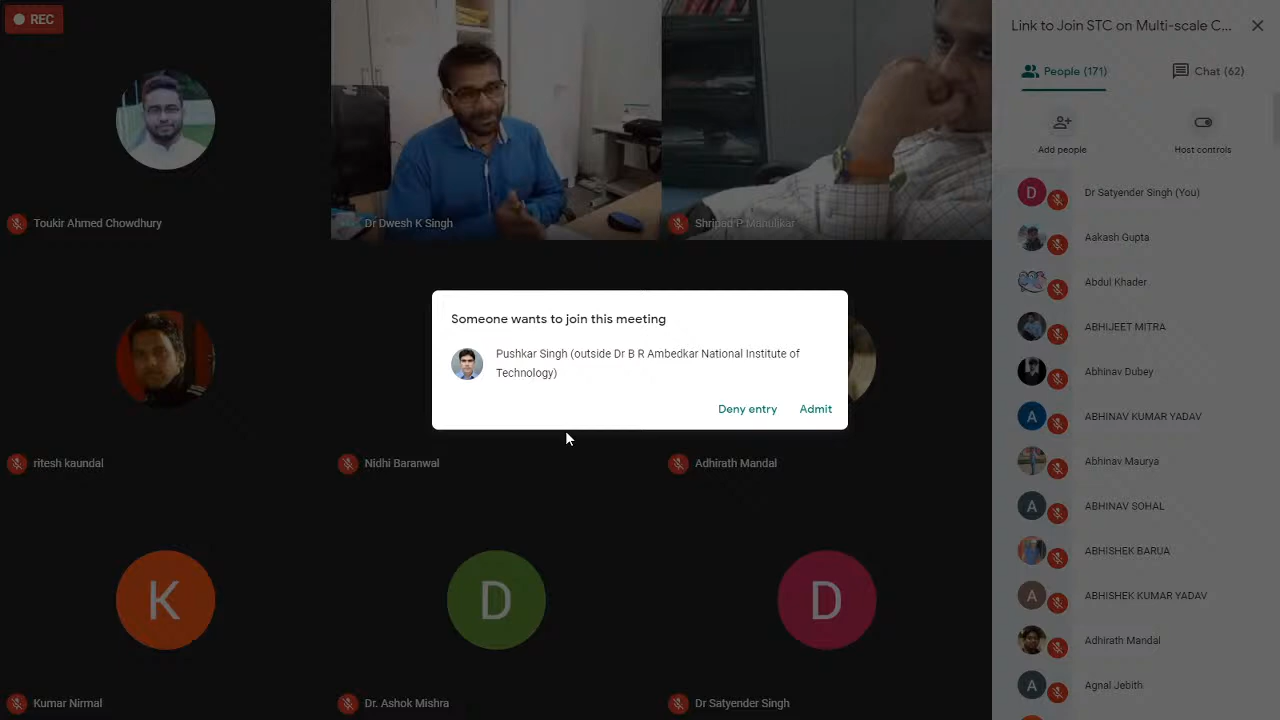 REC
Toukir Ahmed Chowdhury
Dr Dwesh K Singh
Shripad P Mahulikar
Someone wants to join this meeting
Pushkar Singh (outside Dr B R Ambedkar National Institute of
Technology)
Deny entry
Admit
ritesh kaundal
Nidhi Baranwal
Adhirath Mandal
K
D
D
Kumar Nirmal
Dr. Ashok Mishra
Dr Satyender Singh
Link to Join STC on Multi-scale C...
People (171)
Chat (62)
Add people
Host controls
D
Dr Satyender Singh (You)
Aakash Gupta
Abdul Khader
ABHIJEET MITRA
Abhinav Dubey
A
ABHINAV KUMAR YADAV
Abhinav Maurya
A
ABHINAV SOHAL
ABHISHEK BARUA
A
ABHISHEK KUMAR YADAV
Adhirath Mandal
A
Agnal Jebith